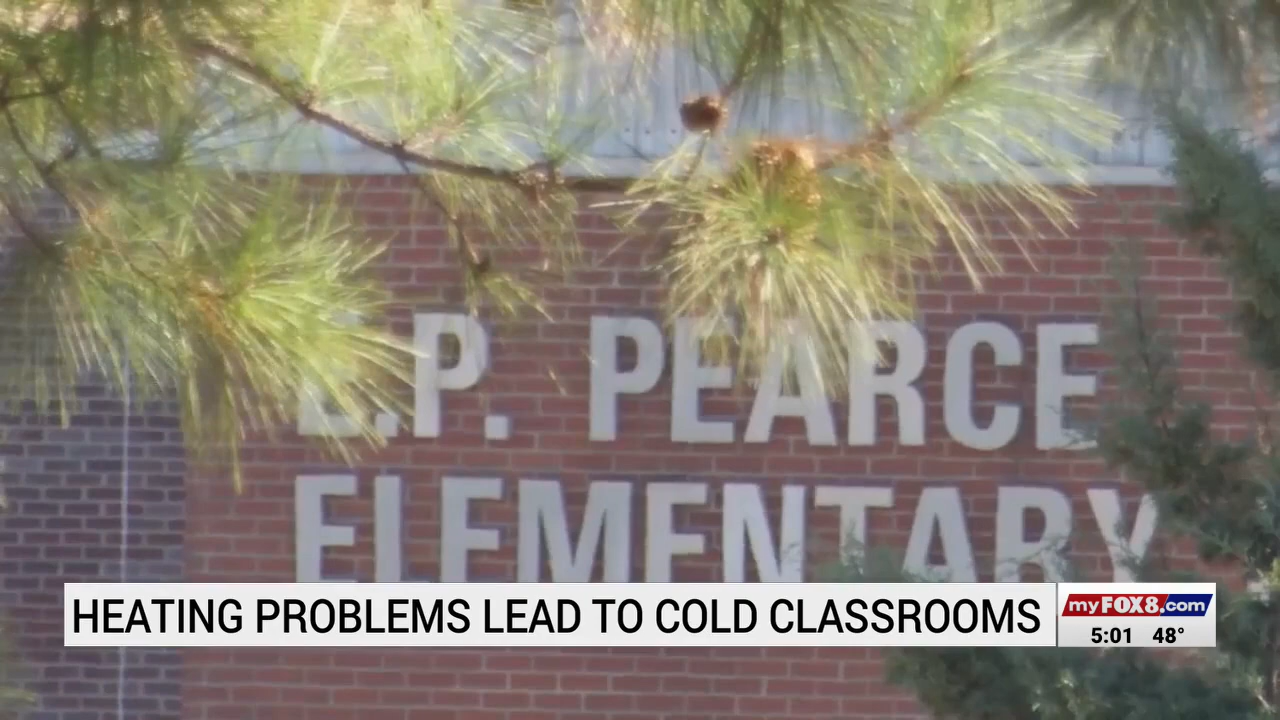 E.P. PEARCE
ELEMENTARY
HEATING PROBLEMS LEAD TO COLD CLASSROOMS
myFOX8.com
5:01 48°